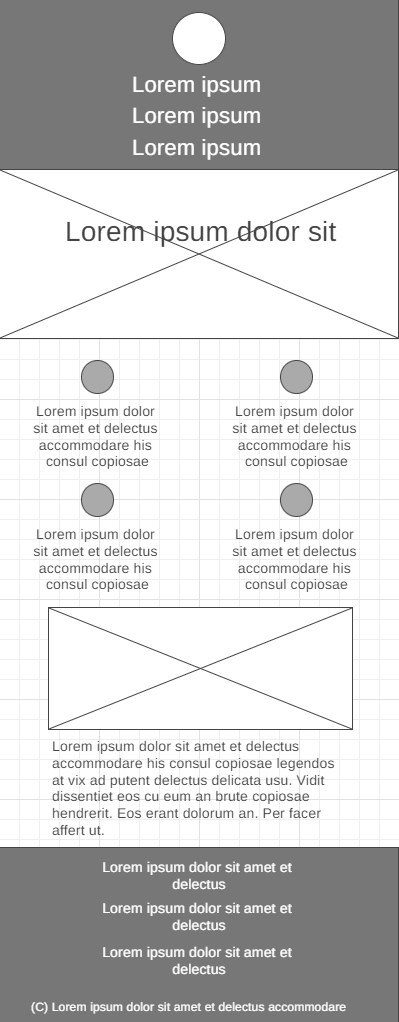 Lorem ipsum
Lorem ipsum
Lorem ipsum
Lorem ipsum dolor sit
Lorem ipsum dolor
sit amet et delectus
accommodare his
consul copiosae
Lorem ipsum dolor
sit amet et delectus
accommodare his
consul copiosae
Lorem ipsum dolor
sit amet et delectus
accommodare his
consul copiosae
Lorem ipsum dolor
sit amet et delectus
accommodare his
consul copiosae
Lorem ipsum dolor sit amet et delectus
accommodare his consul copiosae legendos
at vix ad putent delectus delicata usu. Vidit
dissentiet eos cu eum an brute copiosae
hendrerit. Eos erant dolorum an. Per facer
affert ut.
Lorem ipsum dolor sit amet et
delectus
Lorem ipsum dolor sit amet et
delectus
Lorem ipsum dolor sit amet et
delectus
(C) Lorem ipsum dolor sit amet et delectus accommodare